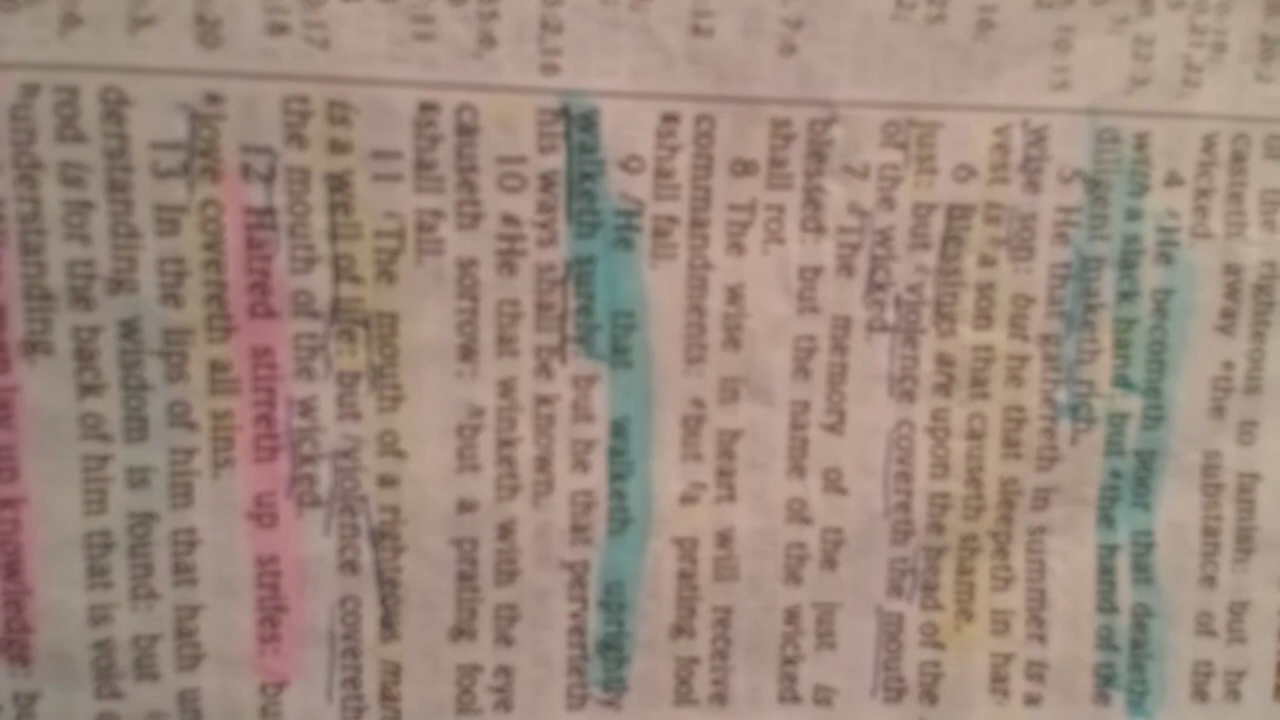 of the righteous to famish: but he
casteth away the substance of the
wicked.
4 He becometh poor that dealeth
with a slack hand: but the hand of the
diligent maketh rich.
5 He that gathereth in summer is a
wise son: but he that sleepeth in har-
vest is a son that causeth shame.
6 Blessings are upon the head of the
just: but violence covereth the mouth
of the wicked.
7 The memory of the just is
blessed: but the name of the wicked
shall rot.
8 The wise in heart will receive
commandments: but a prating fool
shall fall.
9 He that walketh uprightly
walketh surely: but he that perverteth
his ways shall be known.
10 He that winketh with the eye
causeth sorrow: but a prating fool
shall fall.
11 The mouth of a righteous man
is a well of life: but violence covereth
the mouth of the wicked.
12 Hatred stirreth up strifes: but
love covereth all sins.
13 In the lips of him that hath un
derstanding wisdom is found: but
rod is for the back of him that is void
understanding.
lay up knowledge: bu